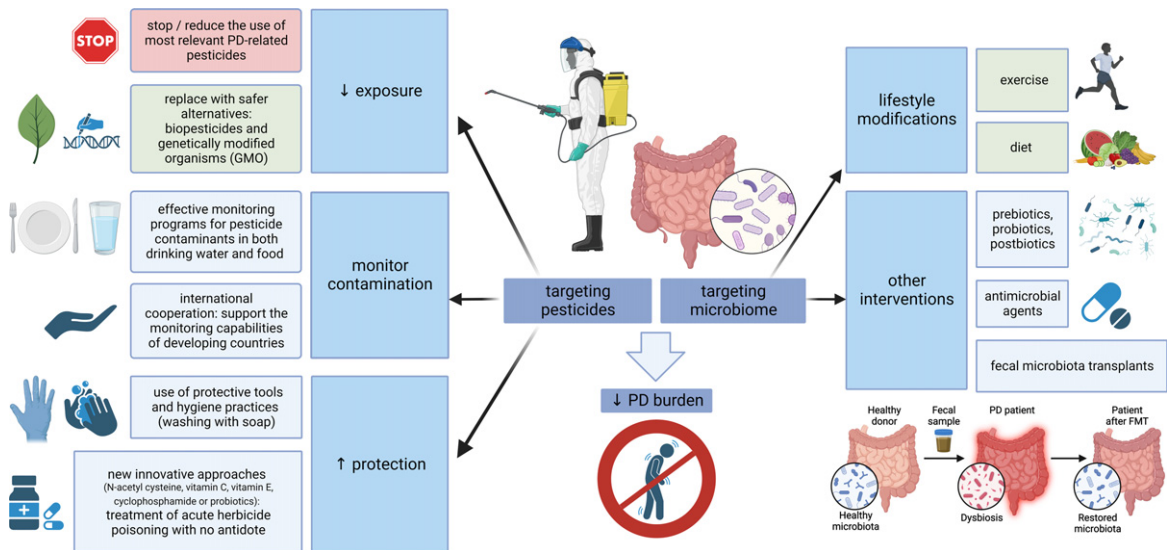 STOP
stop / reduce the use of
most relevant PD-related
pesticides
replace with safer
alternatives:
biopesticides and
genetically modified
organisms (GMO)
↓ exposure
effective monitoring
programs for pesticide
contaminants in both
drinking water and food
international
cooperation: support the
monitoring capabilities
of developing countries
monitor
contamination
use of protective tools
and hygiene practices
(washing with soap)
new innovative approaches
(N-acetyl cysteine, vitamin C, vitamin E,
cyclophosphamide or probiotics):
treatment of acute herbicide
poisoning with no antidote
↑ protection
targeting
pesticides
targeting
microbiome
↓ PD burden
lifestyle
modifications
exercise
diet
other
interventions
prebiotics,
probiotics,
postbiotics
antimicrobial
agents
fecal microbiota transplants
Healthy
donor
Fecal
sample
PD patient
Patient
after FMT
Healthy
microbiota
Dysbiosis
Restored
microbiota